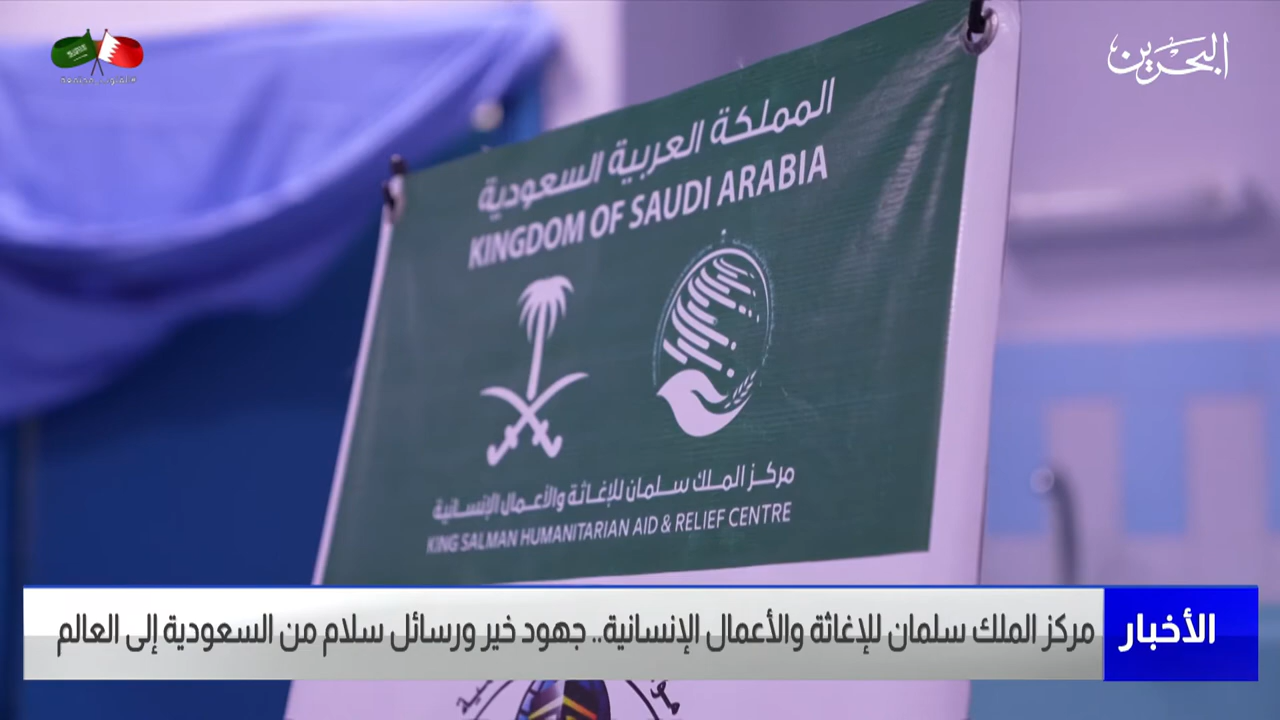 البحرين
المملكة العربية السعودية
KINGDOM OF SAUDI ARABIA
مركز الملك سلمان للإغاثة والأعمال الإنسانية
KING SALMAN HUMANITARIAN AID & RELIEF CENTRE
الأخبار
مركز الملك سلمان للإغاثة والأعمال الإنسانية.. جهود خير ورسائل سلام من السعودية إلى العالم